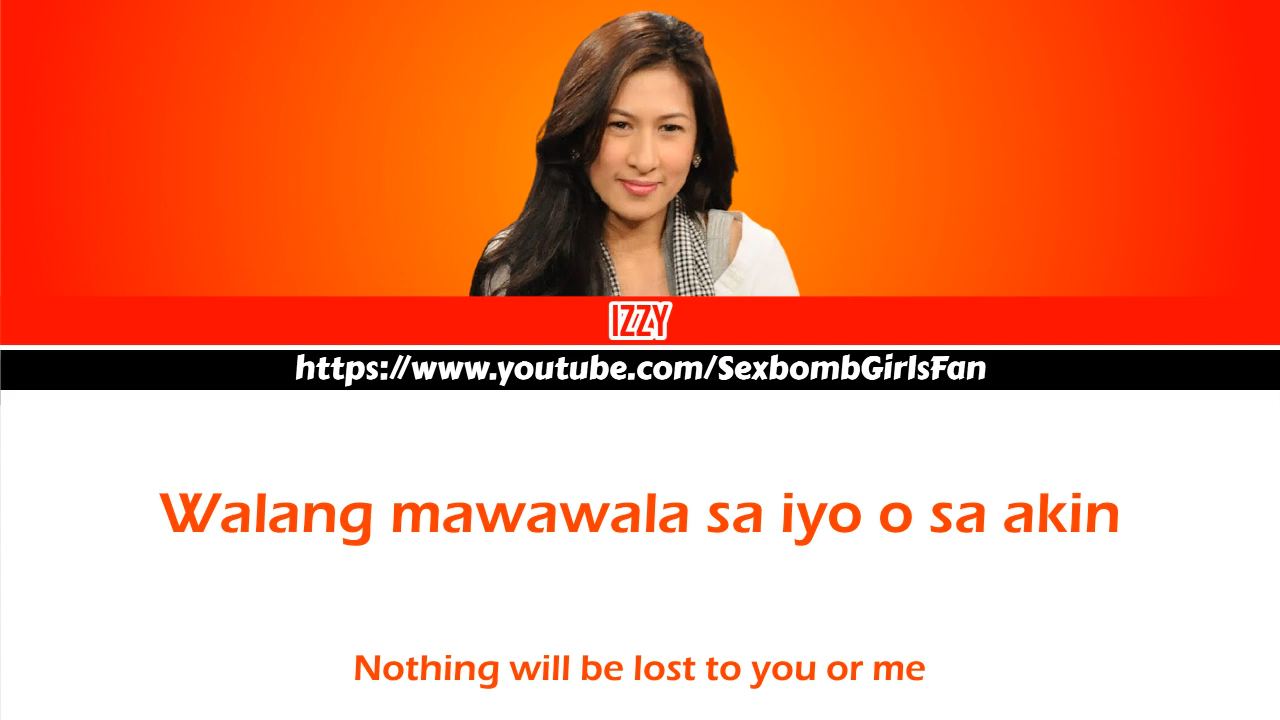 IZZY
https://www.youtube.com/SexbombGirlsFan
Walang mawawala sa iyo o sa akin
Nothing will be lost to you or me